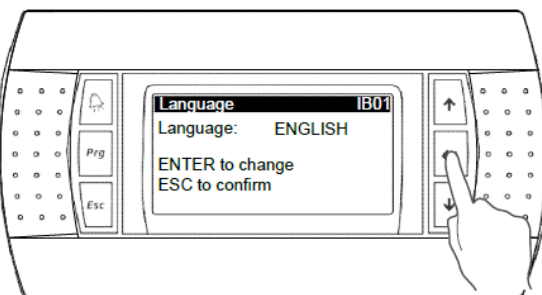 Language IB01
Language: ENGLISH
ENTER to change
ESC to confirm
Prg
Esc